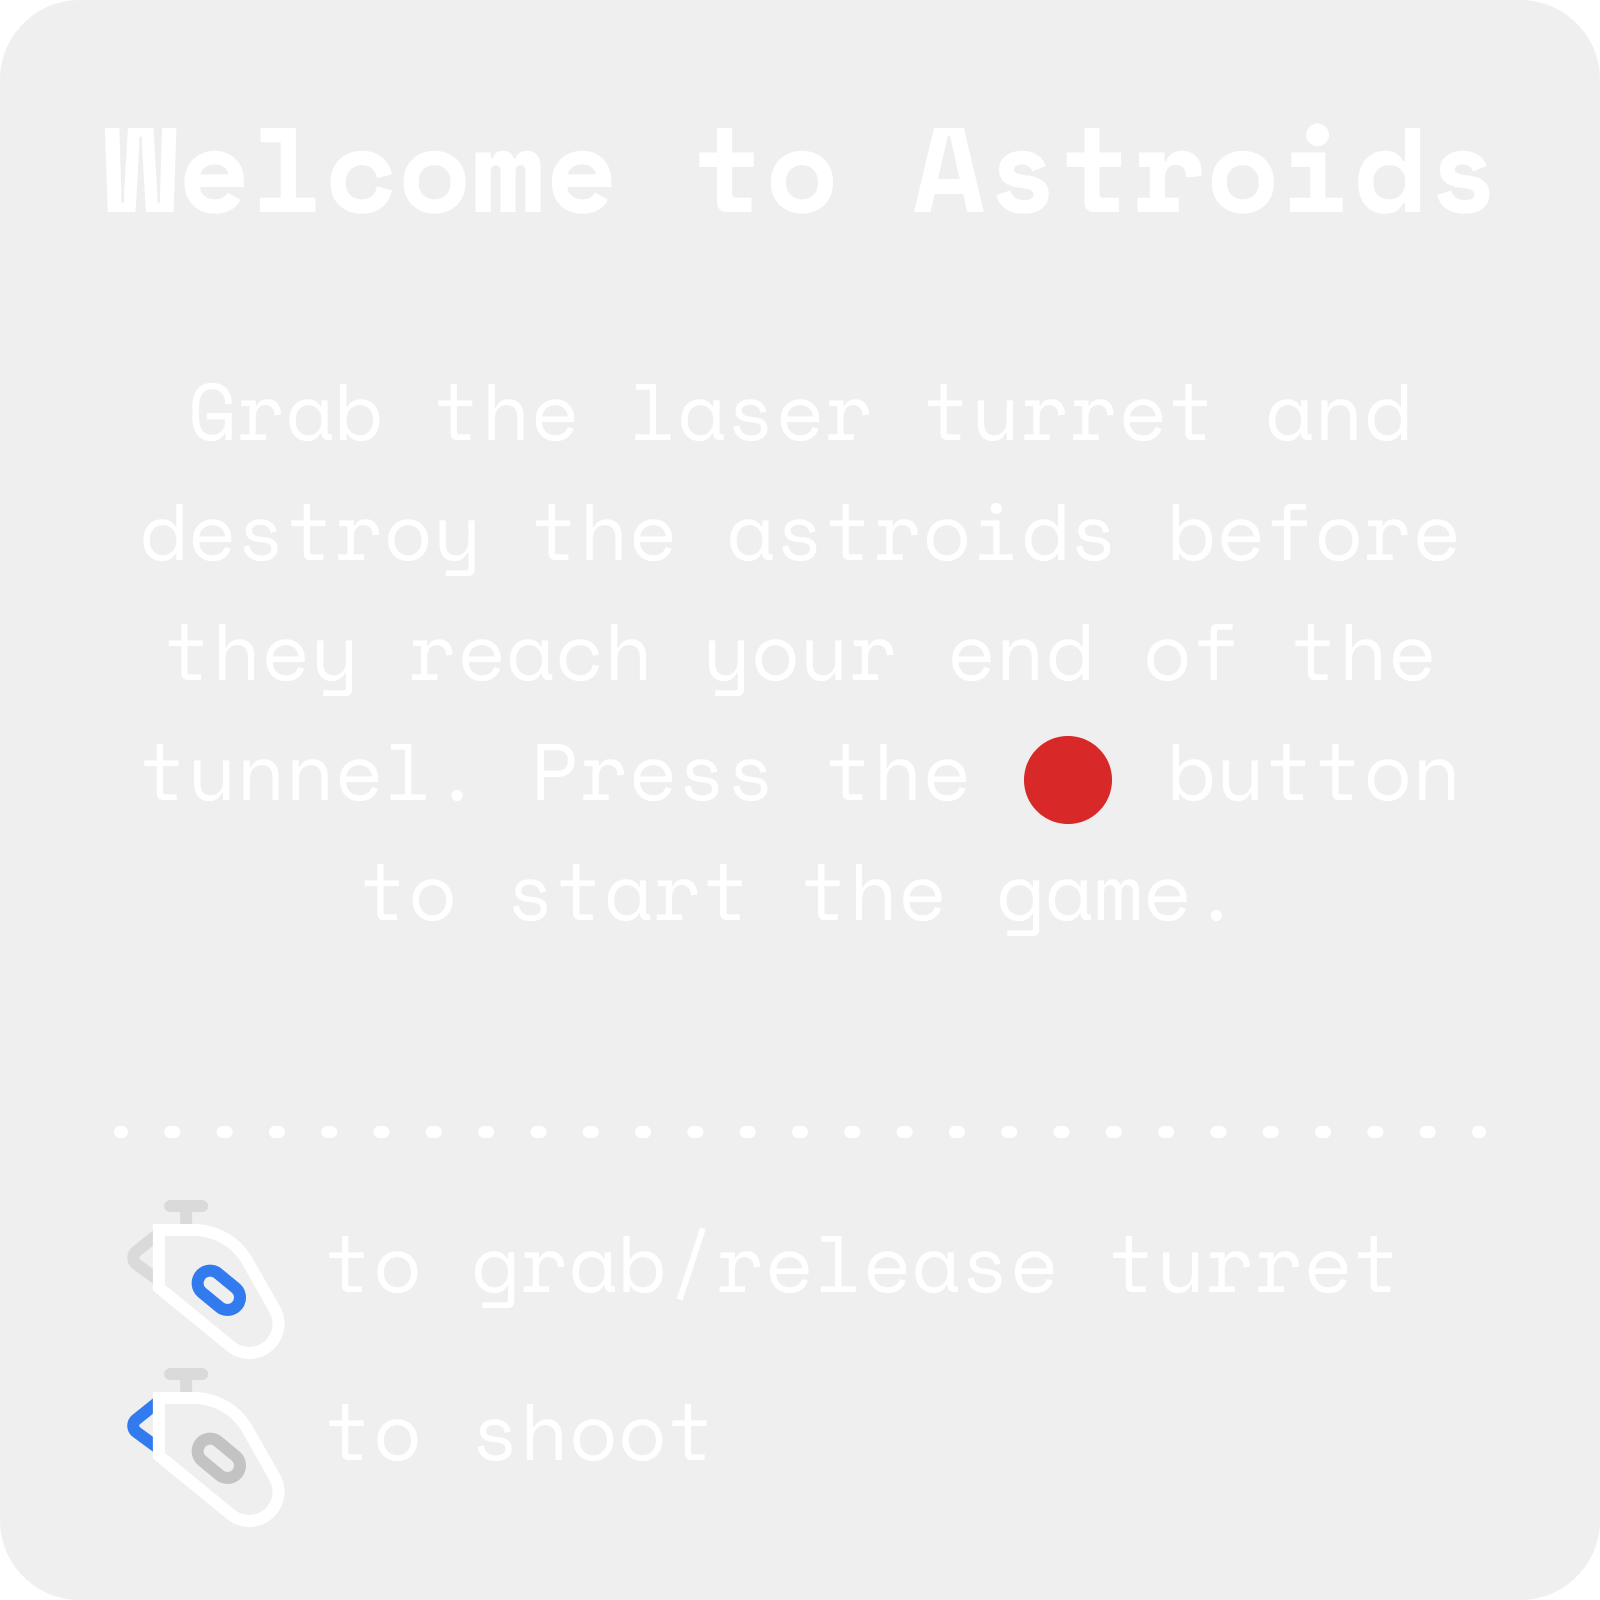 Welcome to Astroids
Grab the laser turret and
destroy the astroids before
they reach your end of the
tunnel. Press the button
to start the game.
to grab/release turret
to shoot